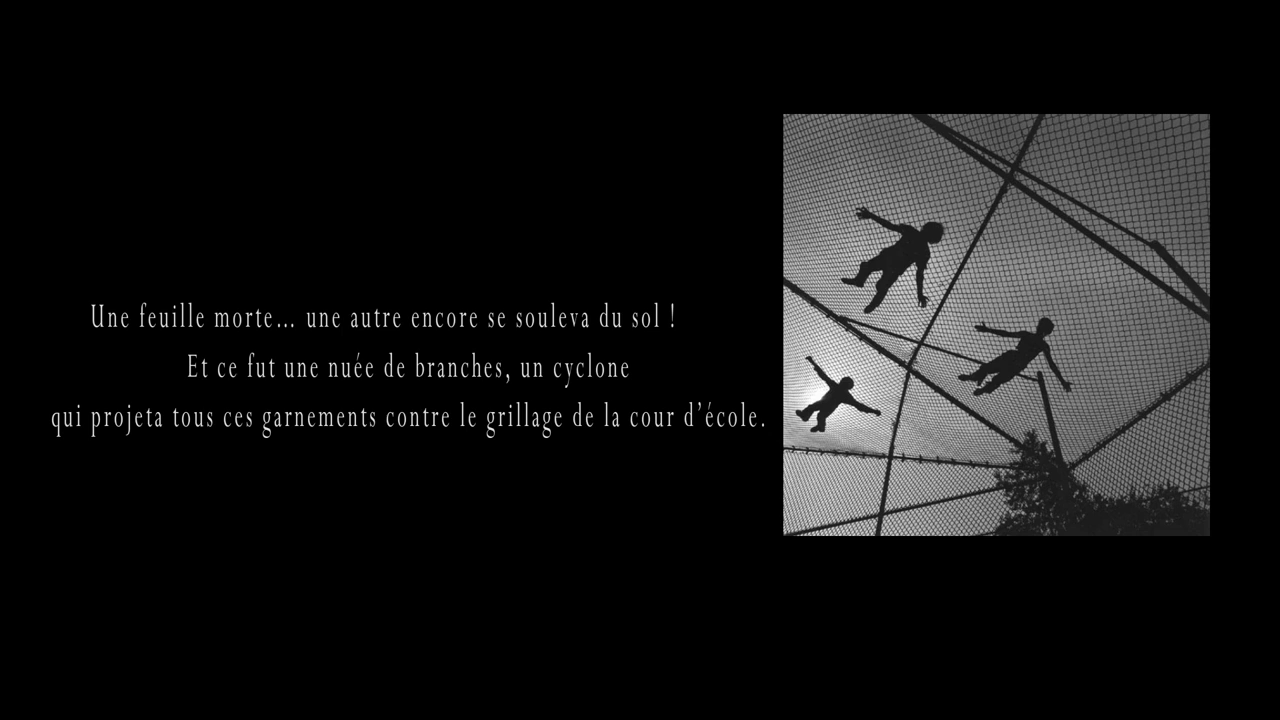 Une feuille morte... une autre encore se souleva du sol !
Et ce fut une nuée de branches, un cyclone
qui projeta tous ces garnements contre le grillage de la cour d’école.